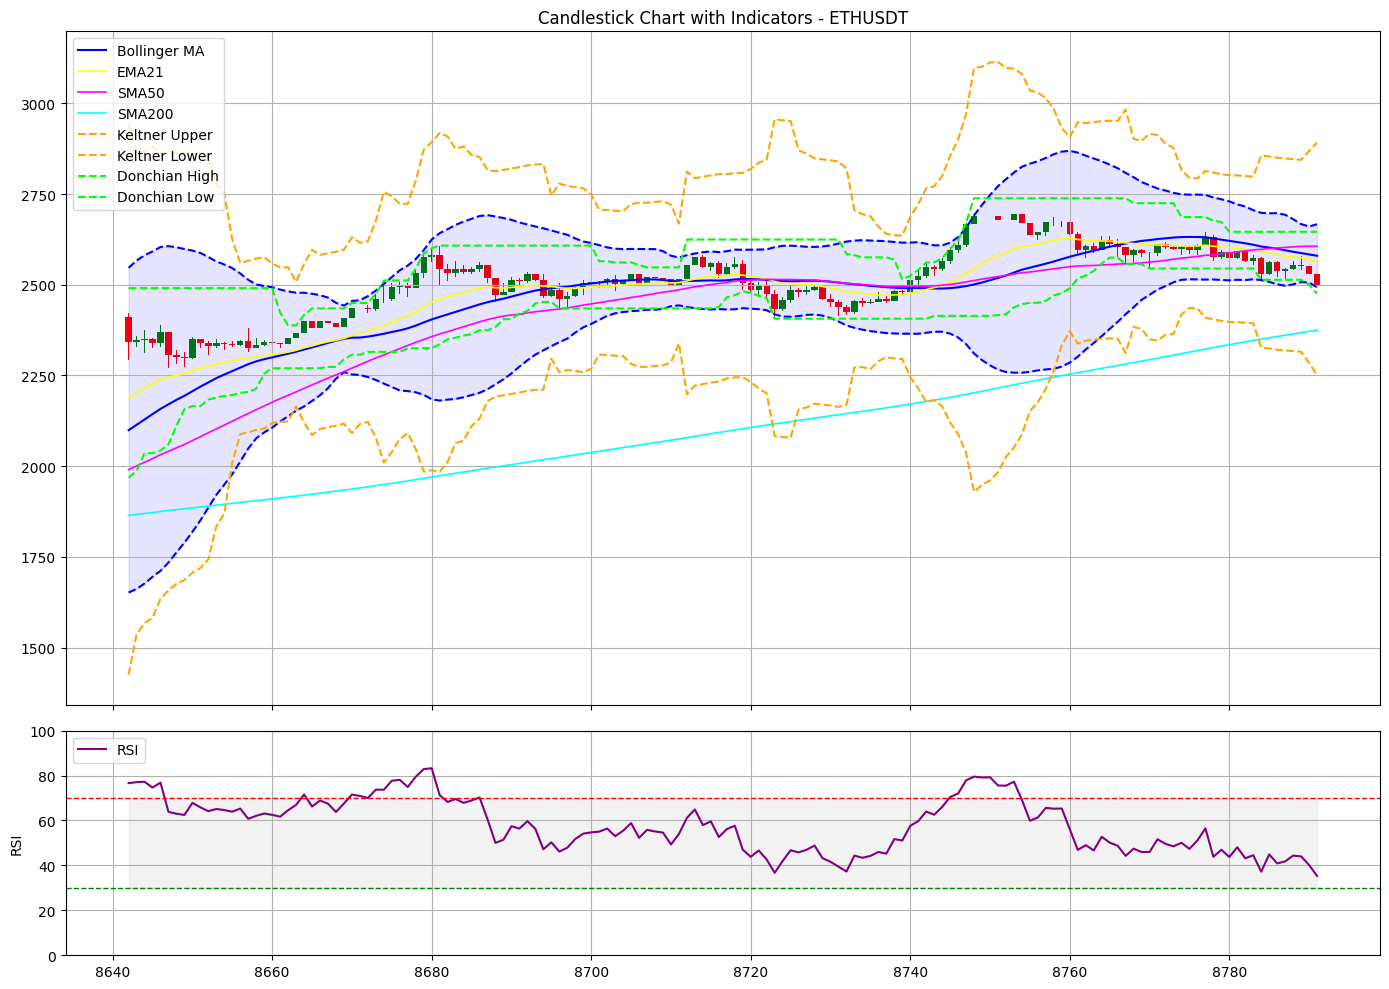 Candlestick Chart with Indicators - ETHUSDT
Bollinger MA
EMA21
SMA50
SMA200
Keltner Upper
Keltner Lower
Donchian High
Donchian Low
3000
2750
2500
2250
2000
1750
1500
RSI
100
80
60
40
20
0
RSI
8640
8660
8680
8700
8720
8740
8760
8780